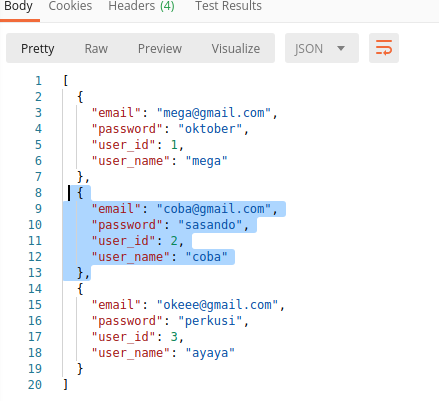 Body Cookies Headers (4) Test Results
Pretty Raw Preview Visualize JSON
1 [
2 {
3 "email": "mega@gmail.com",
4 "password": "oktober",
5 "user_id": 1,
6 "user_name": "mega"
7 },
8 {
9 "email": "coba@gmail.com",
10 "password": "sasando",
11 "user_id": 2,
12 "user_name": "coba"
13 },
14 {
15 "email": "okeee@gmail.com",
16 "password": "perkusi",
17 "user_id": 3,
18 "user_name": "ayaya"
19 }
20 ]